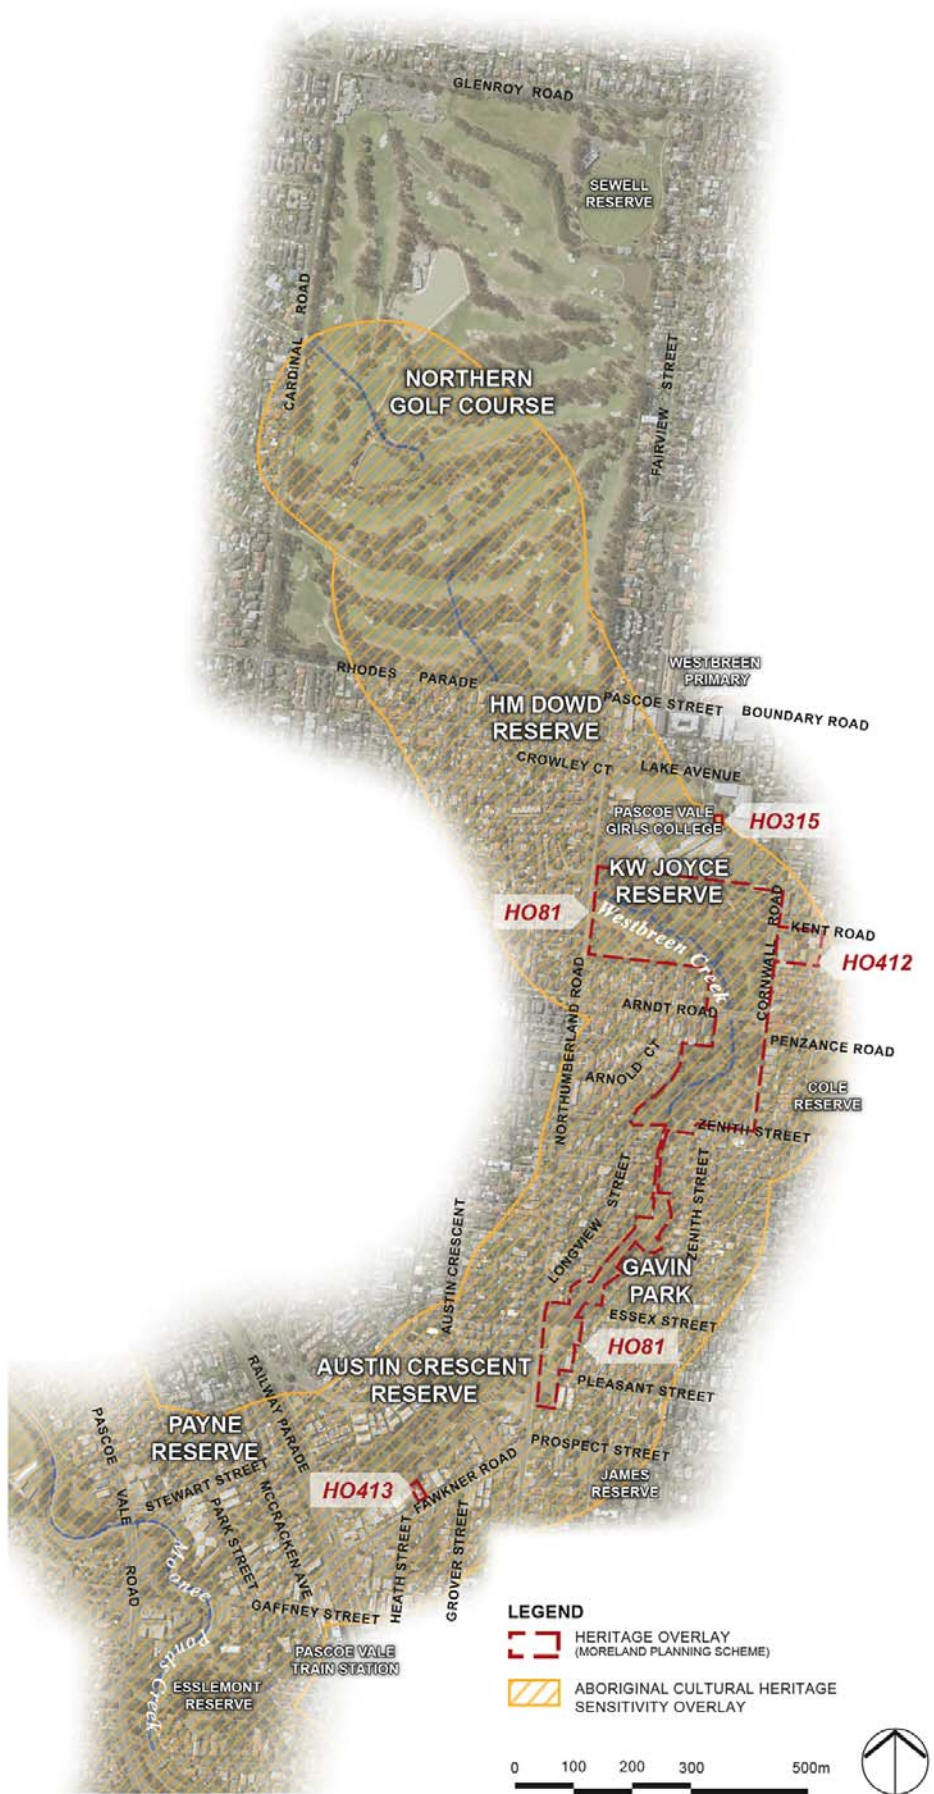 GLENROY ROAD
SEWELL
RESERVE
CARDINAL ROAD
NORTHERN
GOLF COURSE
FAIRVIEW STREET
WESTBREEN
PRIMARY
RHODES PARADE
HM DOWD
RESERVE
PASCOE STREET
BOUNDARY ROAD
CROWLEY CT
LAKE AVENUE
PASCOE VALE
GIRLS COLLEGE
HO315
KW JOYCE
RESERVE
HO81
Westbreen Creek
CORNWALL ROAD
KENT ROAD
HO412
NORTHUMBERLAND ROAD
ARNDT ROAD
PENZANCE ROAD
ARNOLD CT
COLE
RESERVE
ZENITH STREET
LONGVIEW STREET
ZENITH STREET
AUSTIN CRESCENT
GAVIN
PARK
ESSEX STREET
HO81
AUSTIN CRESCENT
RESERVE
PLEASANT STREET
RAILWAY PARADE
PAYNE
RESERVE
PASCOE VALE ROAD
STEWART STREET
PROSPECT STREET
JAMES
RESERVE
HO413
FAWKNER ROAD
MCCRACKEN AVE
PARK STREET
HEATH STREET
GROVER STREET
Moonee Ponds Creek
GAFFNEY STREET
PASCOE VALE
TRAIN STATION
ESSLEMONT
RESERVE
LEGEND
HERITAGE OVERLAY
(MORELAND PLANNING SCHEME)
ABORIGINAL CULTURAL HERITAGE
SENSITIVITY OVERLAY
0 100 200 300 500m